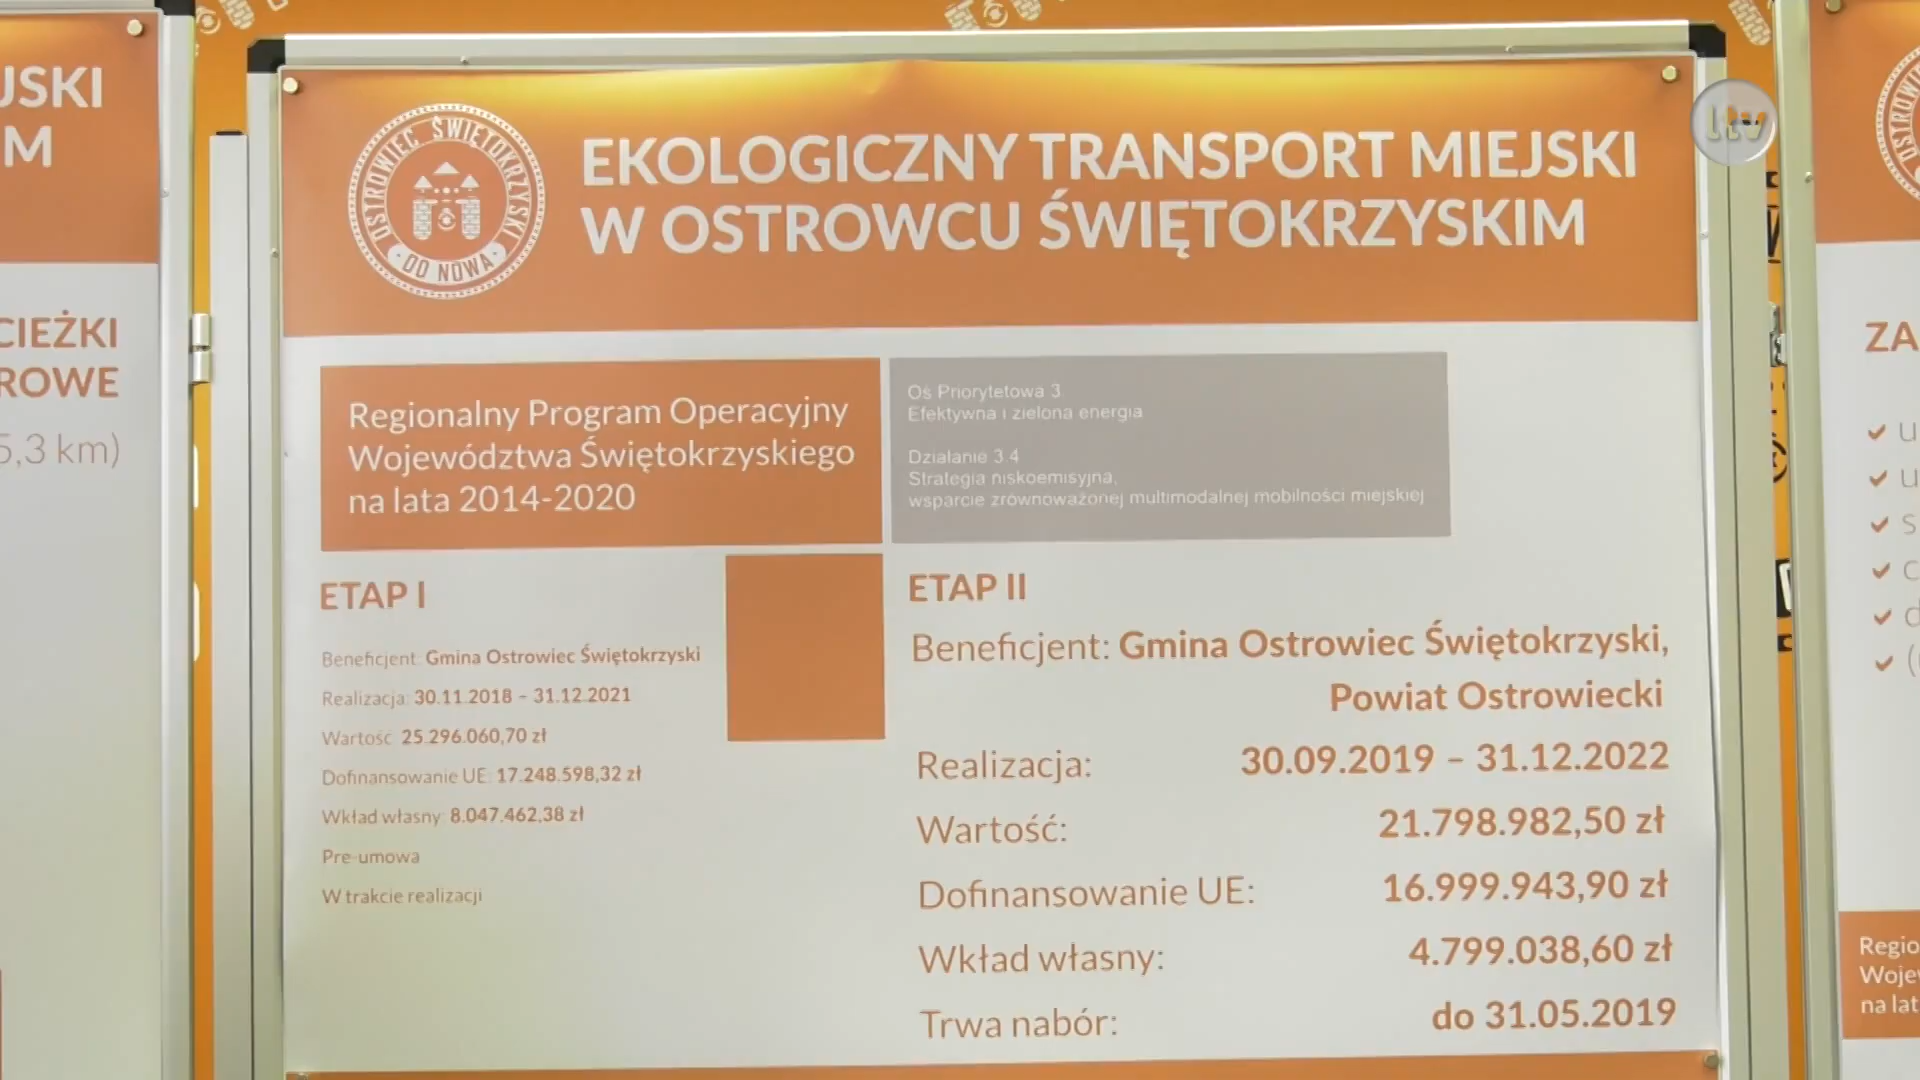 JSKI
M
CIEŻKI
ROWE
5,3 km)
OSTROWIEC ŚWIĘTOKRZYSKI
OD NOWA
EKOLOGICZNY TRANSPORT MIEJSKI
W OSTROWCU ŚWIĘTOKRZYSKIM
ltv
Regionalny Program Operacyjny
Województwa Świętokrzyskiego
na lata 2014-2020
Oś Priorytetowa 3
Efektywna i zielona energia
Działanie 3.4
Strategia niskoemisyjna,
wsparcie zrównoważonej multimodalnej mobilności miejskiej
ETAP I
Beneficjent: Gmina Ostrowiec Świętokrzyski
Realizacja: 30.11.2018 – 31.12.2021
Wartość: 25.296.060,70 zł
Dofinansowanie UE: 17.248.598,32 zł
Wkład własny: 8.047.462,38 zł
Pre-umowa
W trakcie realizacji
ETAP II
Beneficjent: Gmina Ostrowiec Świętokrzyski,
Powiat Ostrowiecki
Realizacja: 30.09.2019 – 31.12.2022
Wartość: 21.798.982,50 zł
Dofinansowanie UE: 16.999.943,90 zł
Wkład własny: 4.799.038,60 zł
Trwa nabór: do 31.05.2019
ZA
Regio
Woje
na lat